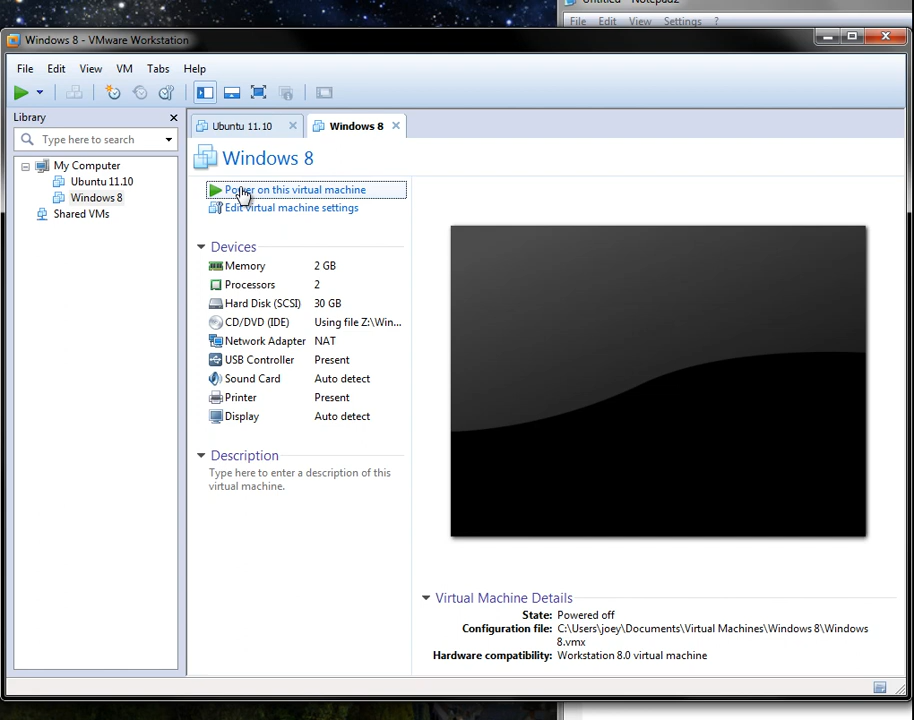 Untitled - Notepad2
File Edit View Settings ?
Windows 8 - VMware Workstation
File Edit View VM Tabs Help
Library
Type here to search
My Computer
Ubuntu 11.10
Windows 8
Shared VMs
Ubuntu 11.10
Windows 8
Windows 8
Power on this virtual machine
Edit virtual machine settings
Devices
Memory 2 GB
Processors 2
Hard Disk (SCSI) 30 GB
CD/DVD (IDE) Using file Z:\Win...
Network Adapter NAT
USB Controller Present
Sound Card Auto detect
Printer Present
Display Auto detect
Description
Type here to enter a description of this
virtual machine.
Virtual Machine Details
State: Powered off
Configuration file: C:\Users\joey\Documents\Virtual Machines\Windows 8\Windows
8.vmx
Hardware compatibility: Workstation 8.0 virtual machine